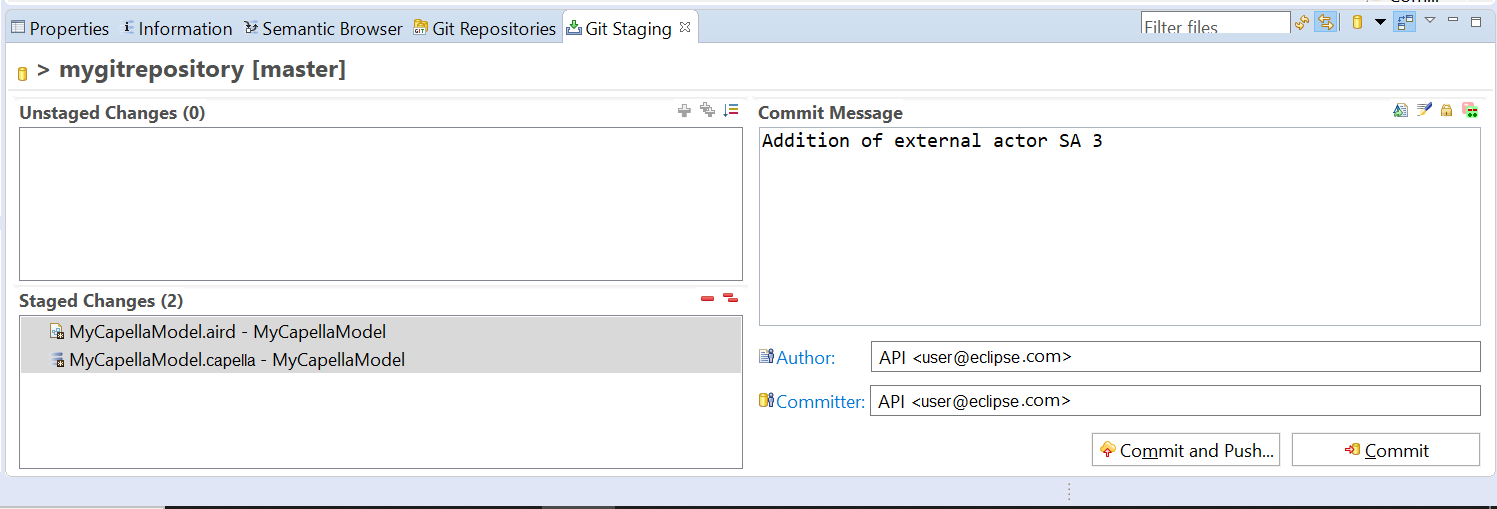 Properties Information Semantic Browser Git Repositories Git Staging Filter files
> mygitrepository [master]
Unstaged Changes (0)
Commit Message
Addition of external actor SA 3
Staged Changes (2)
MyCapellaModel.aird - MyCapellaModel
MyCapellaModel.capella - MyCapellaModel
Author: API <user@eclipse.com>
Committer: API <user@eclipse.com>
Commit and Push... Commit